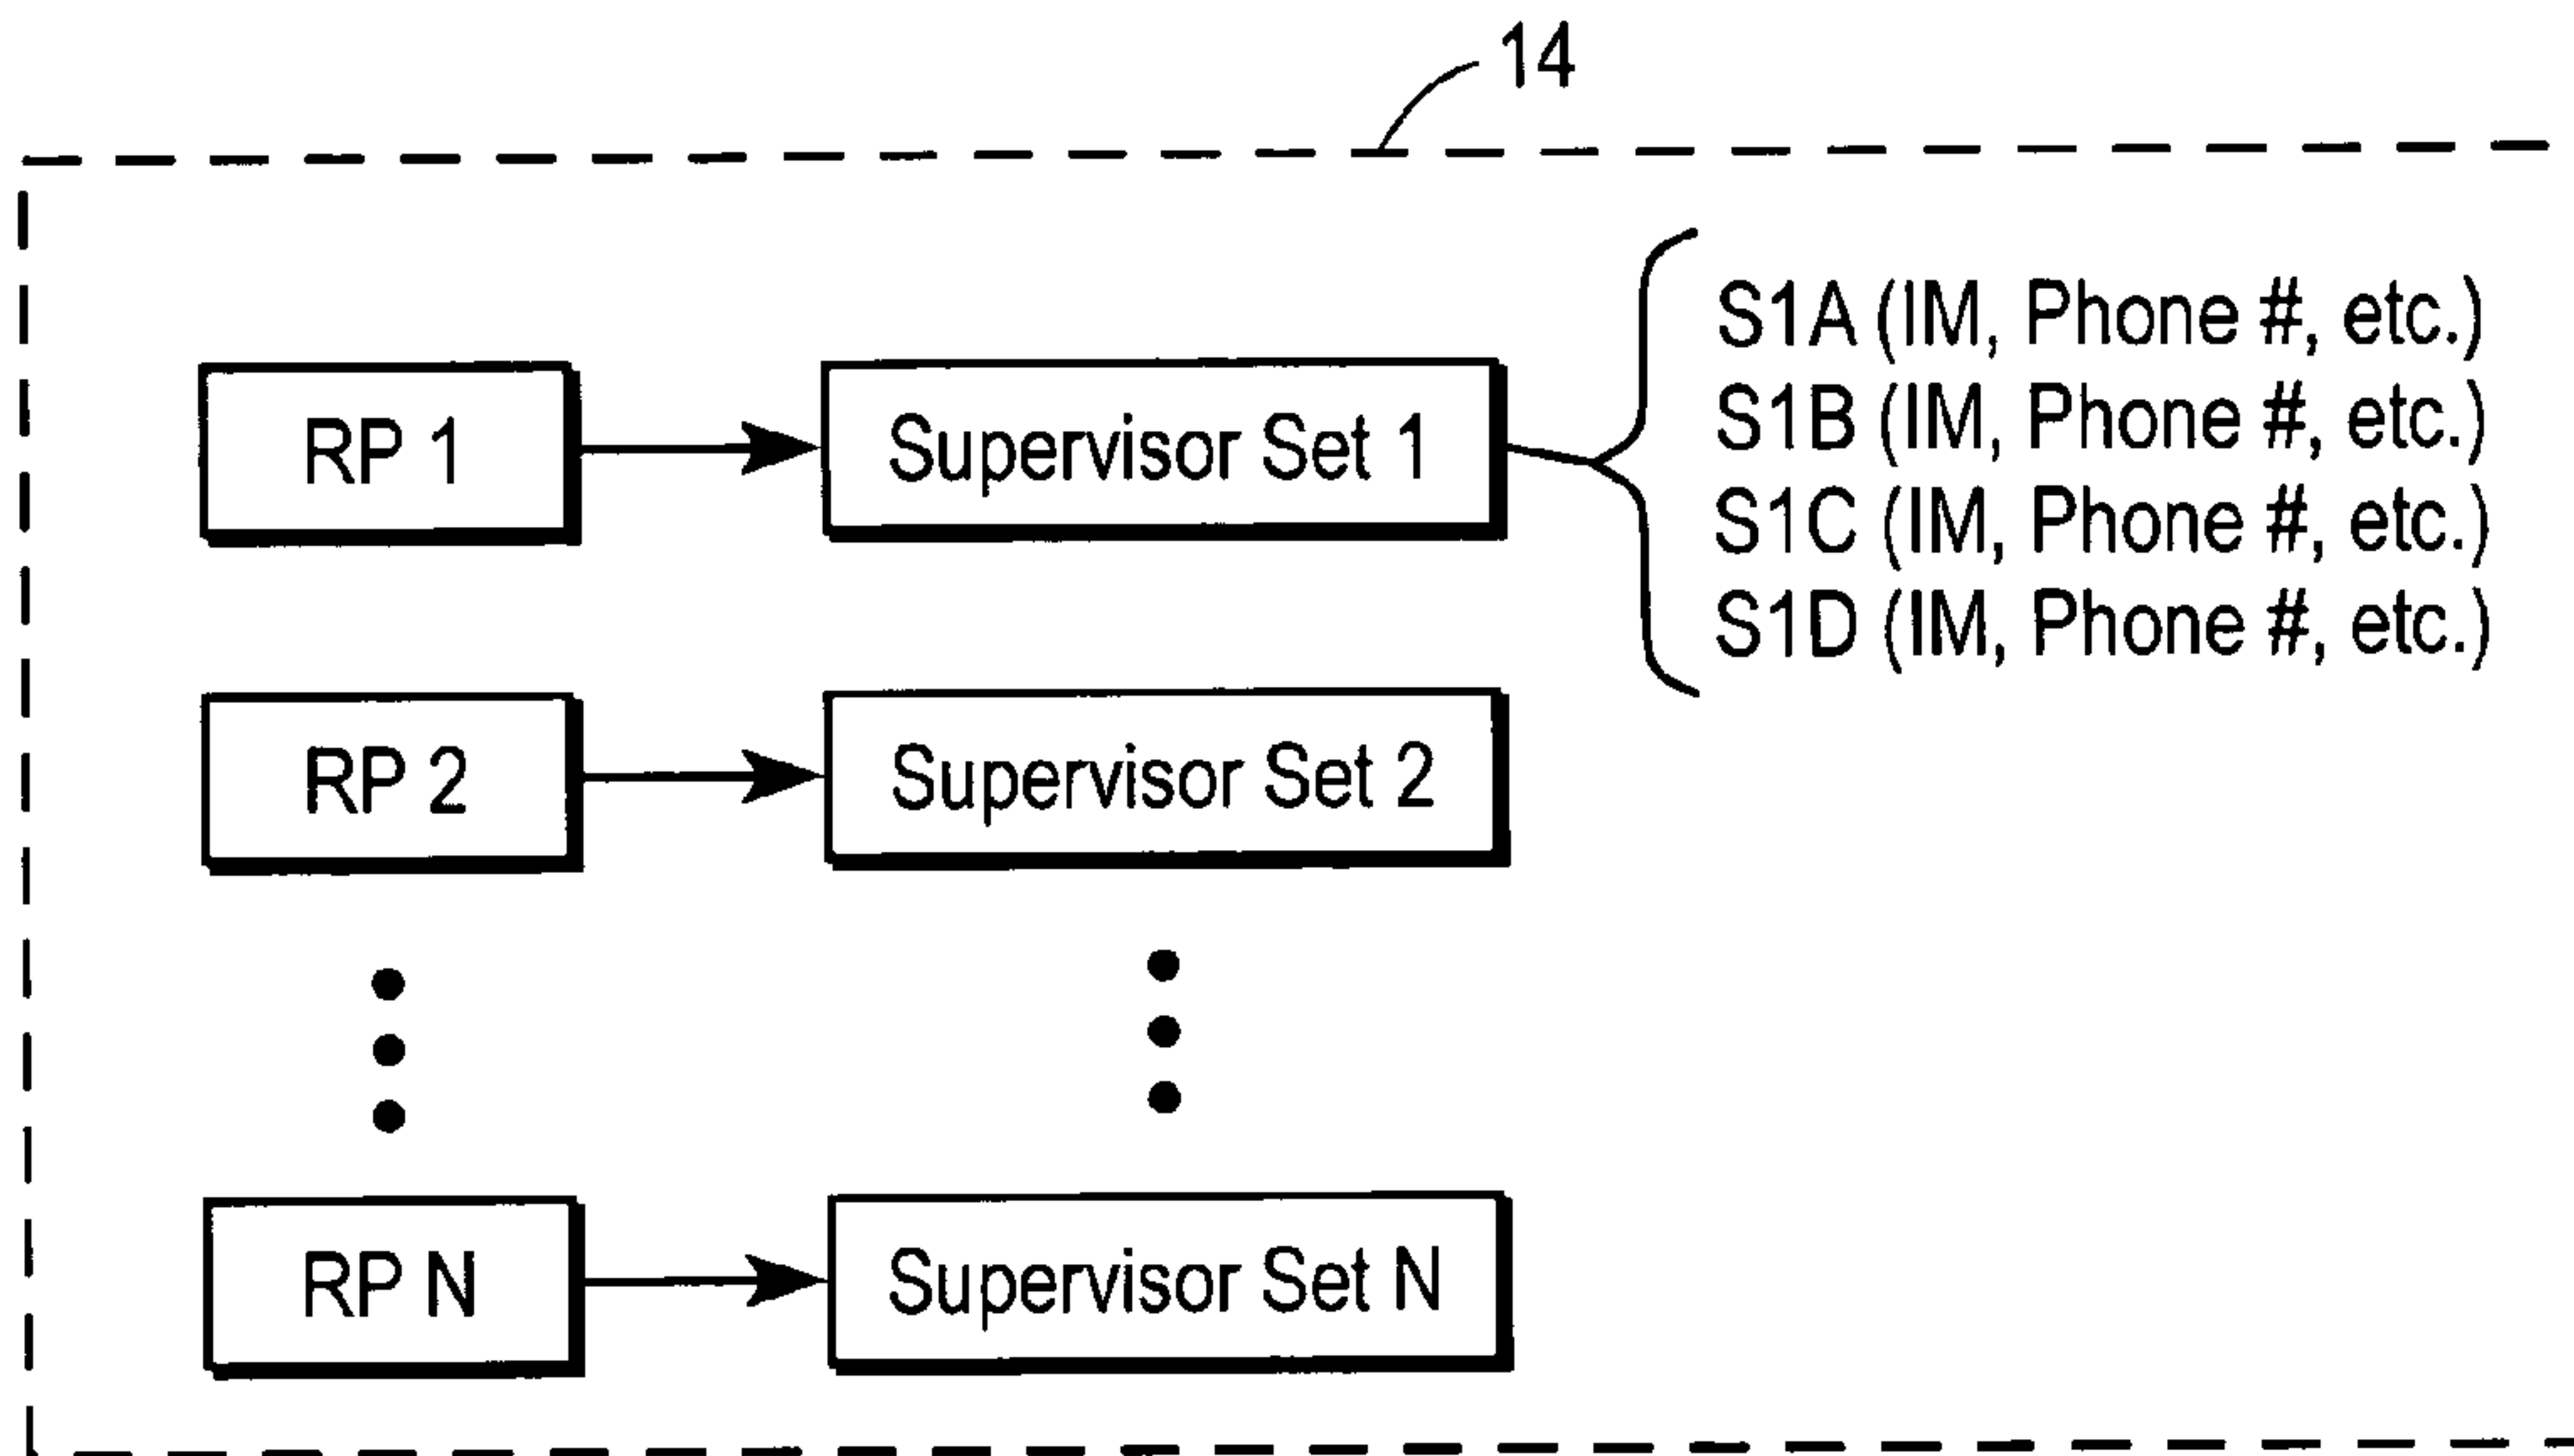 14
RP 1
Supervisor Set 1
S1A (IM, Phone #, etc.)
S1B (IM, Phone #, etc.)
S1C (IM, Phone #, etc.)
S1D (IM, Phone #, etc.)
RP 2
Supervisor Set 2
RP N
Supervisor Set N